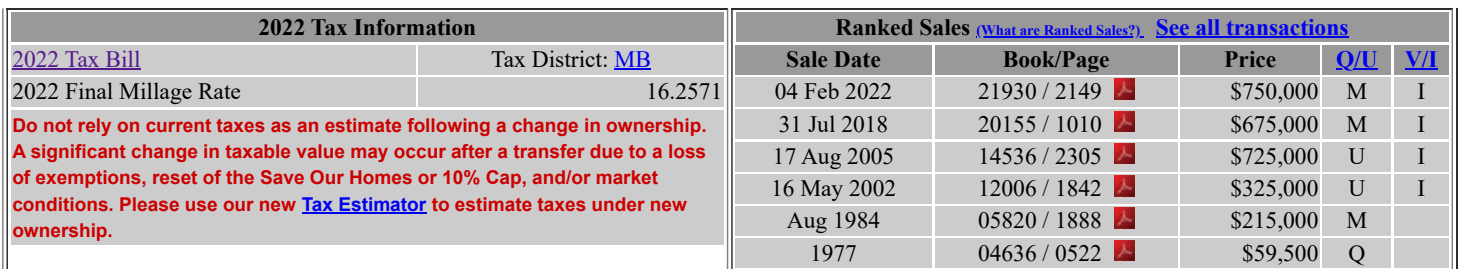 2022 Tax Information
2022 Tax Bill Tax District: MB
2022 Final Millage Rate 16.2571
Do not rely on current taxes as an estimate following a change in ownership.
A significant change in taxable value may occur after a transfer due to a loss
of exemptions, reset of the Save Our Homes or 10% Cap, and/or market
conditions. Please use our new Tax Estimator to estimate taxes under new
ownership.
Ranked Sales (What are Ranked Sales?) See all transactions
Sale Date Book/Page Price Q/U V/I
04 Feb 2022 21930 / 2149 $750,000 M I
31 Jul 2018 20155 / 1010 $675,000 M I
17 Aug 2005 14536 / 2305 $725,000 U I
16 May 2002 12006 / 1842 $325,000 U I
Aug 1984 05820 / 1888 $215,000 M
1977 04636 / 0522 $59,500 Q